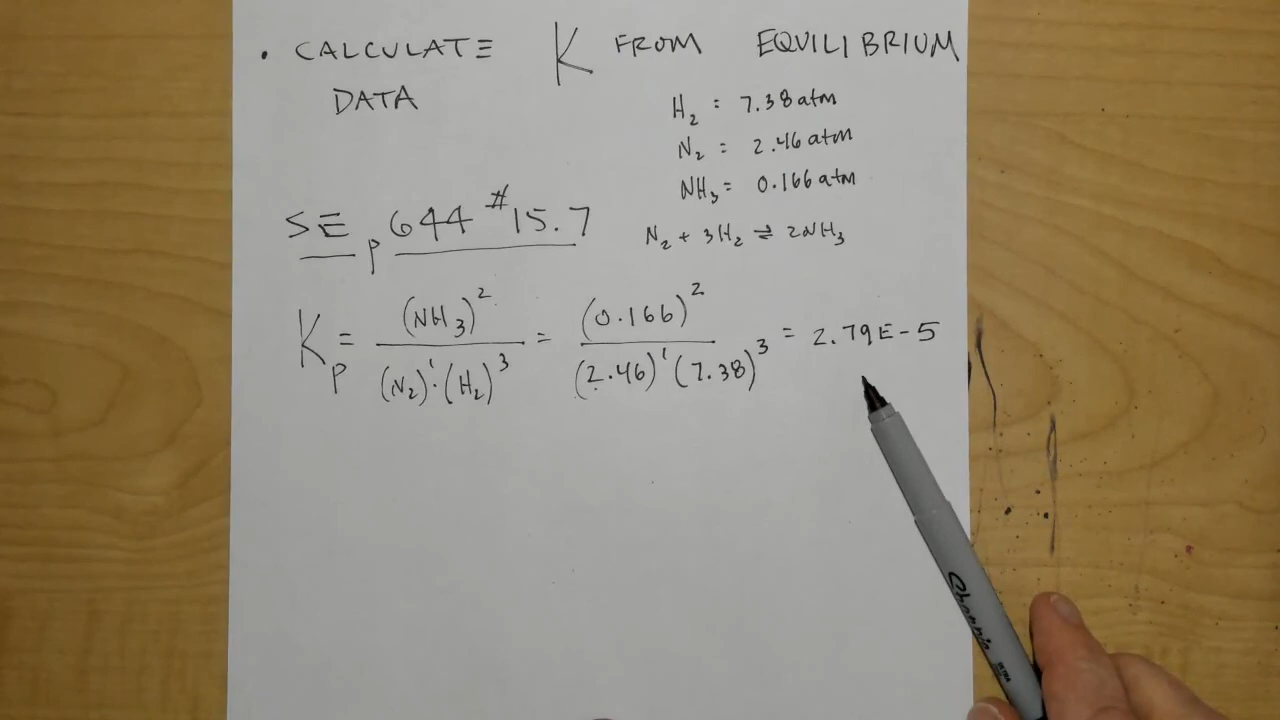 • CALCULATE K FROM EQUILIBRIUM
DATA
H₂ : 7.38 atm
N₂ : 2.46 atm
NH₃ = 0.166 atm
SE p 644 #15.7
N₂ + 3H₂ ⇌ 2NH₃
Kp = (NH₃)² / (N₂)¹·(H₂)³ = (0.166)² / (2.46)¹(7.38)³ = 2.79E-5
Sharpie
ULTRA